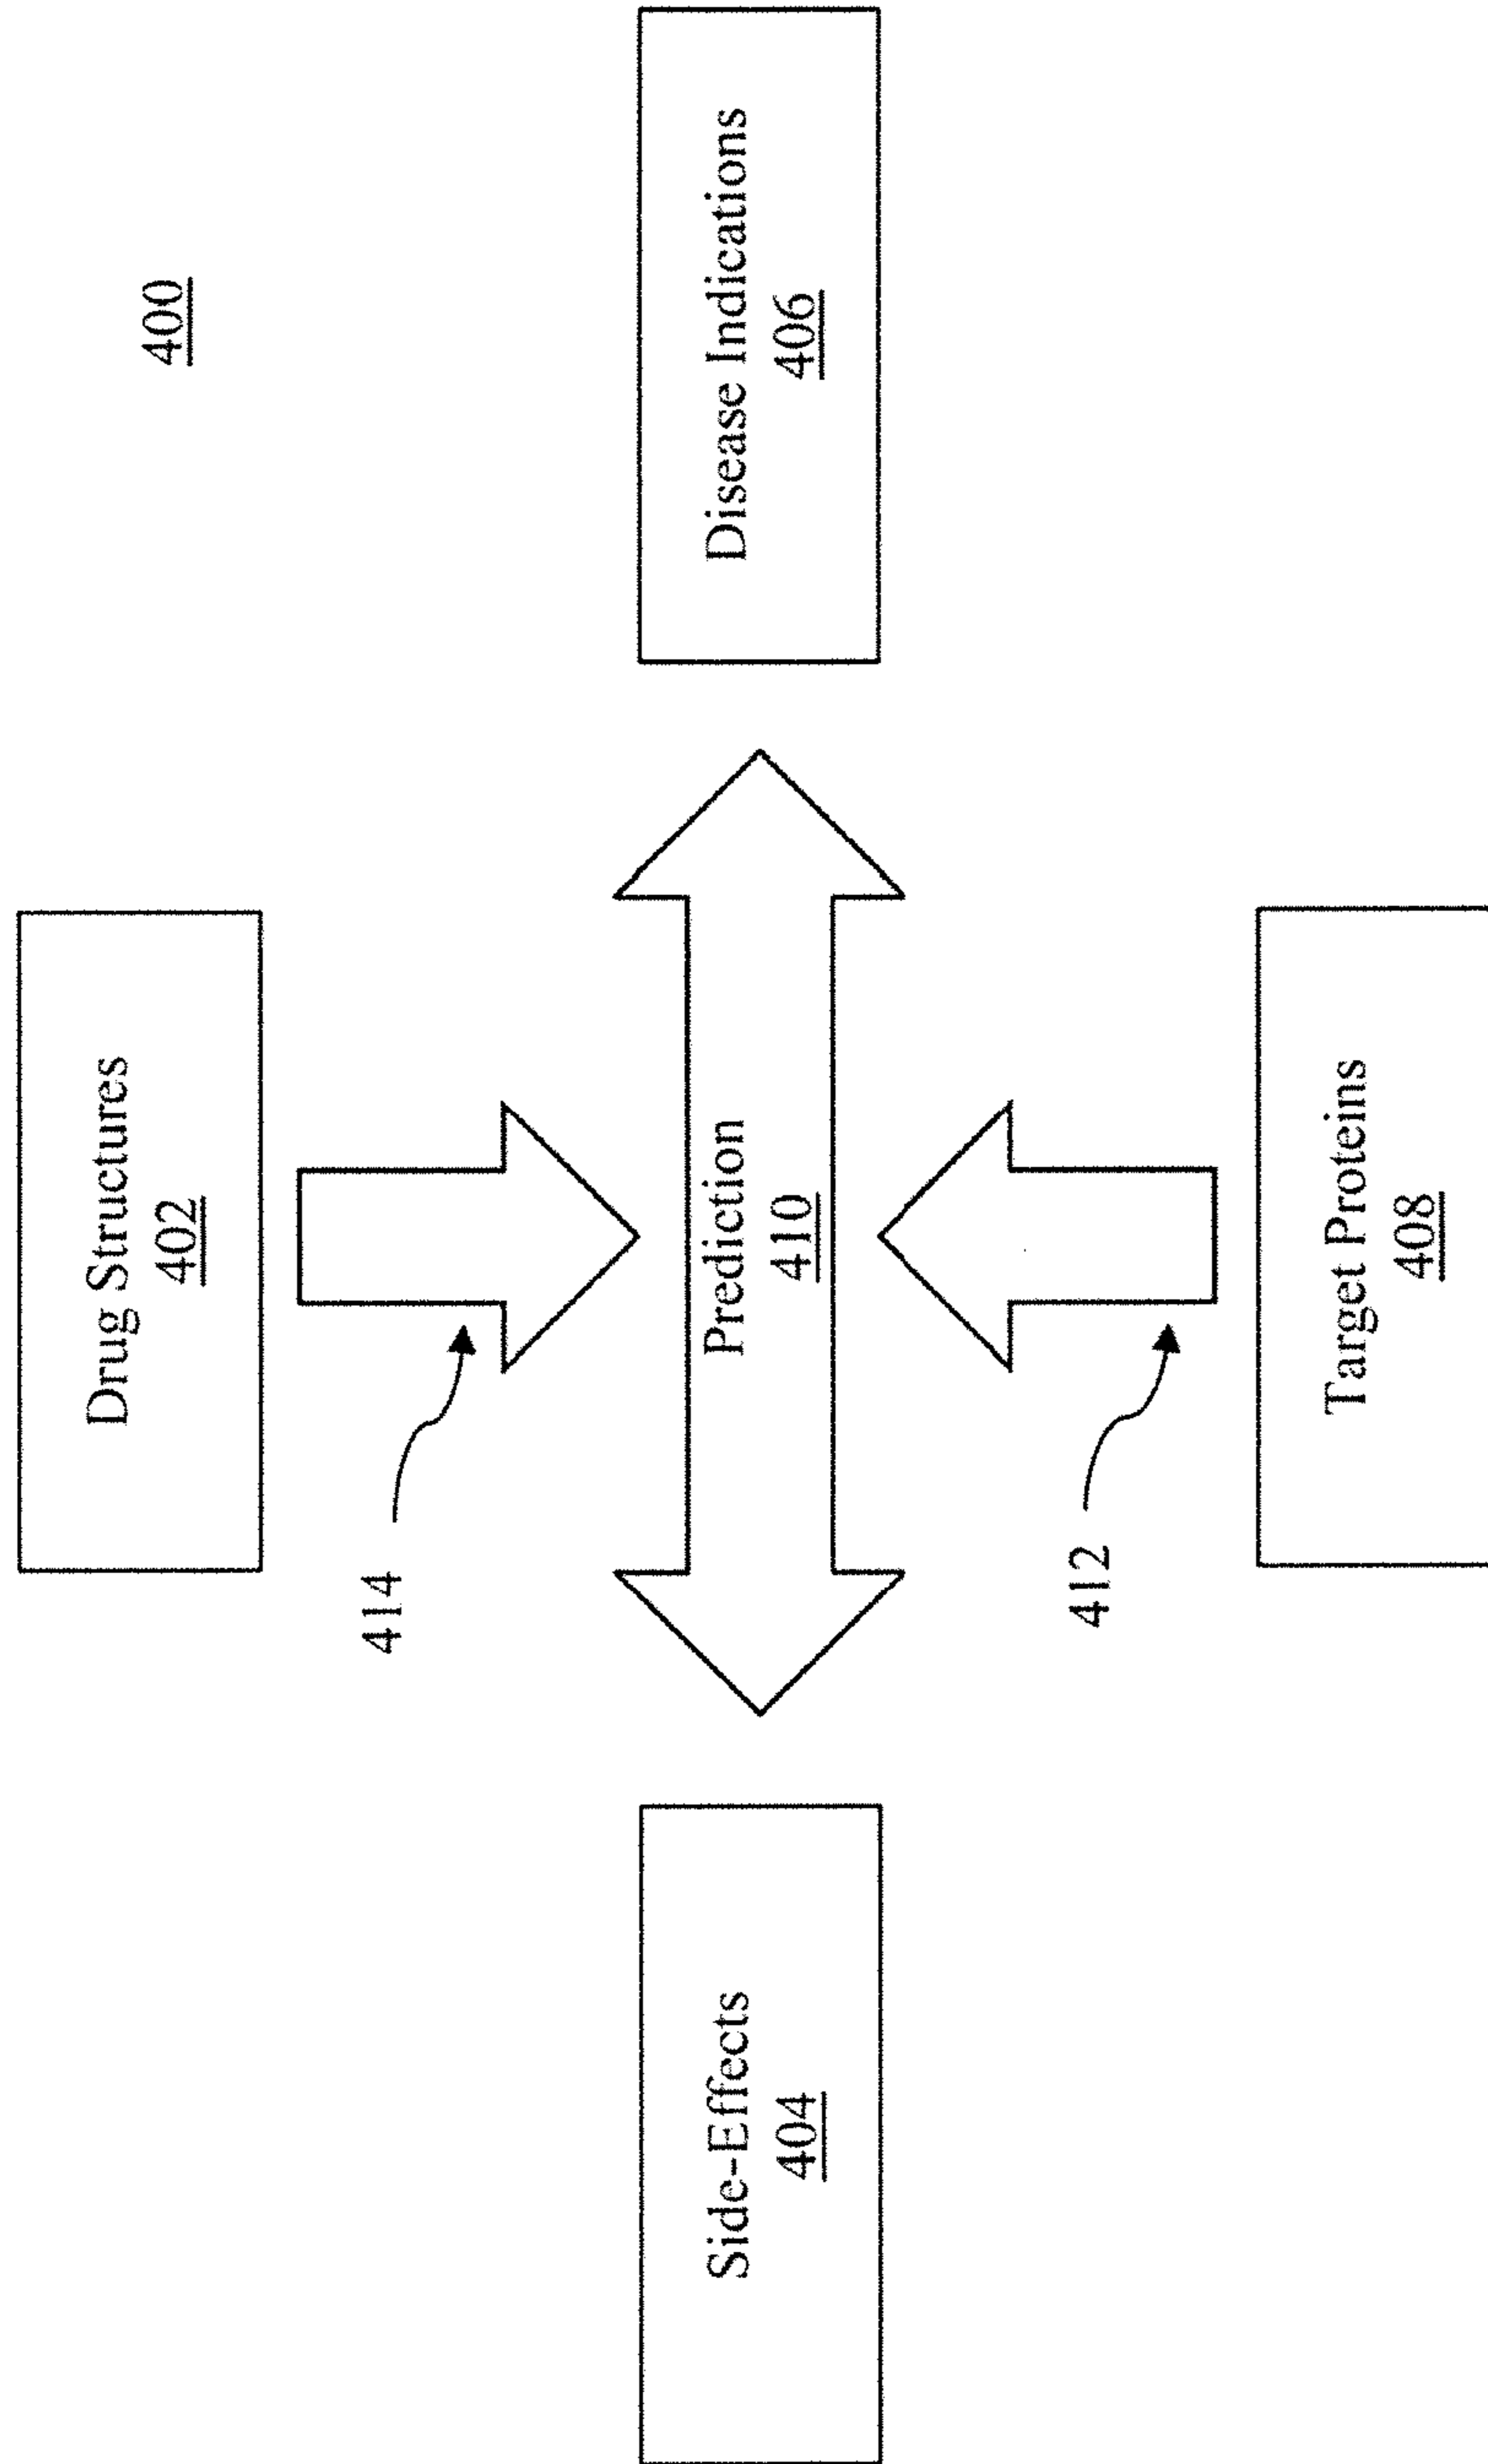 400
Drug Structures
402
414
Side-Effects
404
Prediction
410
Disease Indications
406
412
Target Proteins
408